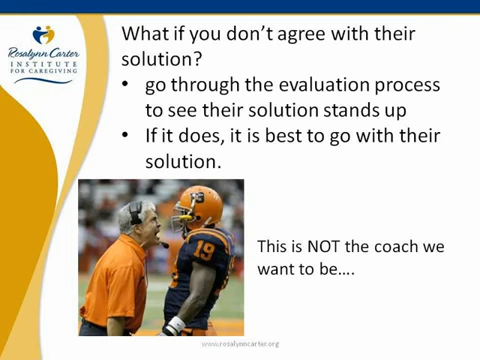 Rosalynn Carter
INSTITUTE
FOR CAREGIVING
What if you don't agree with their
solution?
• go through the evaluation process
to see their solution stands up
• If it does, it is best to go with their
solution.
19
This is NOT the coach we
want to be....
www.rosalynncarter.org